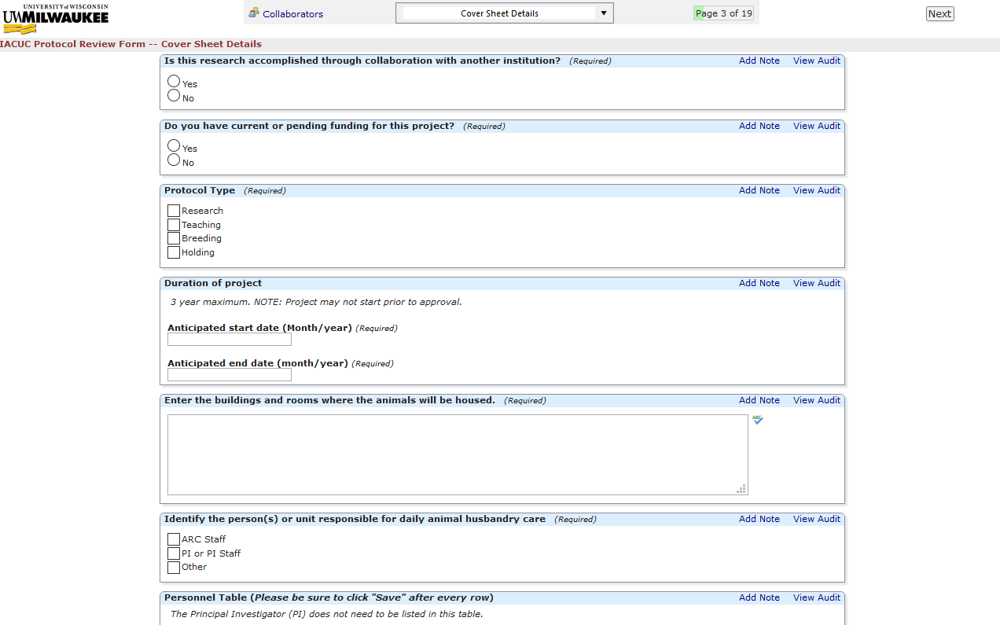 UNIVERSITY of WISCONSIN
UWMILWAUKEE
Collaborators
Cover Sheet Details
Page 3 of 19
Next
IACUC Protocol Review Form -- Cover Sheet Details
Is this research accomplished through collaboration with another institution? (Required) Add Note View Audit
Yes
No
Do you have current or pending funding for this project? (Required) Add Note View Audit
Yes
No
Protocol Type (Required) Add Note View Audit
Research
Teaching
Breeding
Holding
Duration of project Add Note View Audit
3 year maximum. NOTE: Project may not start prior to approval.
Anticipated start date (Month/year) (Required)
Anticipated end date (month/year) (Required)
Enter the buildings and rooms where the animals will be housed. (Required) Add Note View Audit
ABC
Identify the person(s) or unit responsible for daily animal husbandry care (Required) Add Note View Audit
ARC Staff
PI or PI Staff
Other
Personnel Table (Please be sure to click "Save" after every row) Add Note View Audit
The Principal Investigator (PI) does not need to be listed in this table.